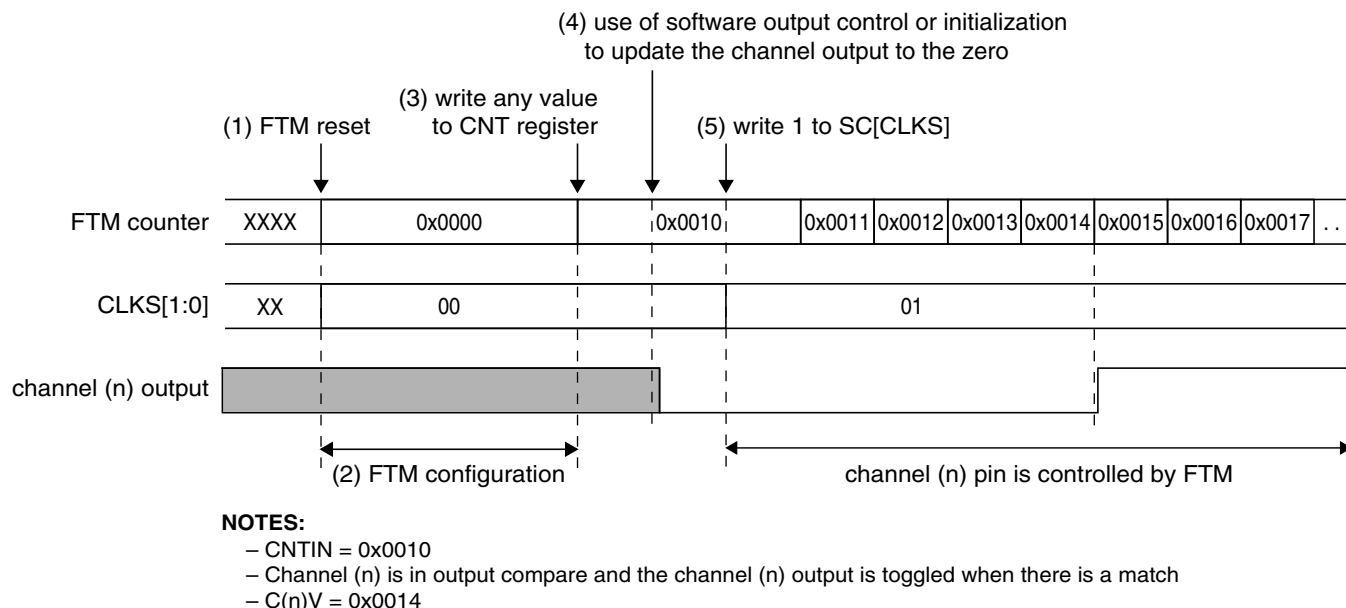 (4) use of software output control or initialization
to update the channel output to the zero
(3) write any value
to CNT register
(1) FTM reset
(5) write 1 to SC[CLKS]
FTM counter XXXX 0x0000 0x0010 0x0011 0x0012 0x0013 0x0014 0x0015 0x0016 0x0017 . .
CLKS[1:0] XX 00 01
channel (n) output
(2) FTM configuration
channel (n) pin is controlled by FTM
NOTES:
– CNTIN = 0x0010
– Channel (n) is in output compare and the channel (n) output is toggled when there is a match
– C(n)V = 0x0014